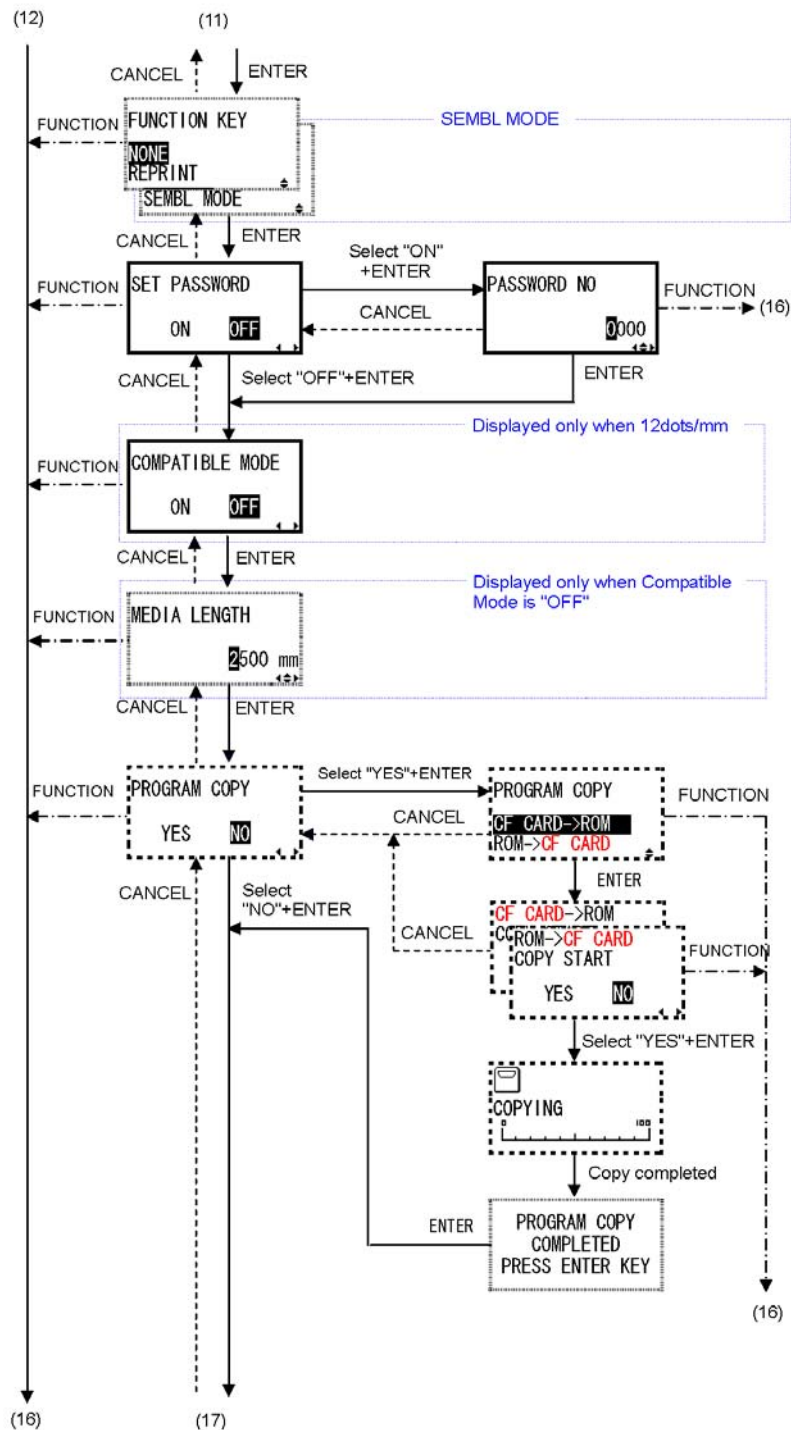 (12)
(11)
CANCEL
ENTER
FUNCTION
FUNCTION KEY
NONE
REPRINT
SEMBL MODE
SEMBL MODE
CANCEL
ENTER
FUNCTION
SET PASSWORD
ON OFF
Select "ON"
+ENTER
CANCEL
PASSWORD NO
0000
FUNCTION
(16)
CANCEL
Select "OFF"+ENTER
ENTER
Displayed only when 12dots/mm
FUNCTION
COMPATIBLE MODE
ON OFF
CANCEL
ENTER
Displayed only when Compatible
Mode is "OFF"
FUNCTION
MEDIA LENGTH
2500 mm
CANCEL
ENTER
FUNCTION
PROGRAM COPY
YES NO
Select "YES"+ENTER
CANCEL
PROGRAM COPY
CF CARD->ROM
ROM->CF CARD
FUNCTION
ENTER
CANCEL
Select
"NO"+ENTER
CANCEL
CF CARD->ROM
ROM->CF CARD
COPY START
YES NO
FUNCTION
Select "YES"+ENTER
COPYING
0 100
Copy completed
ENTER
PROGRAM COPY
COMPLETED
PRESS ENTER KEY
(16)
(16)
(17)